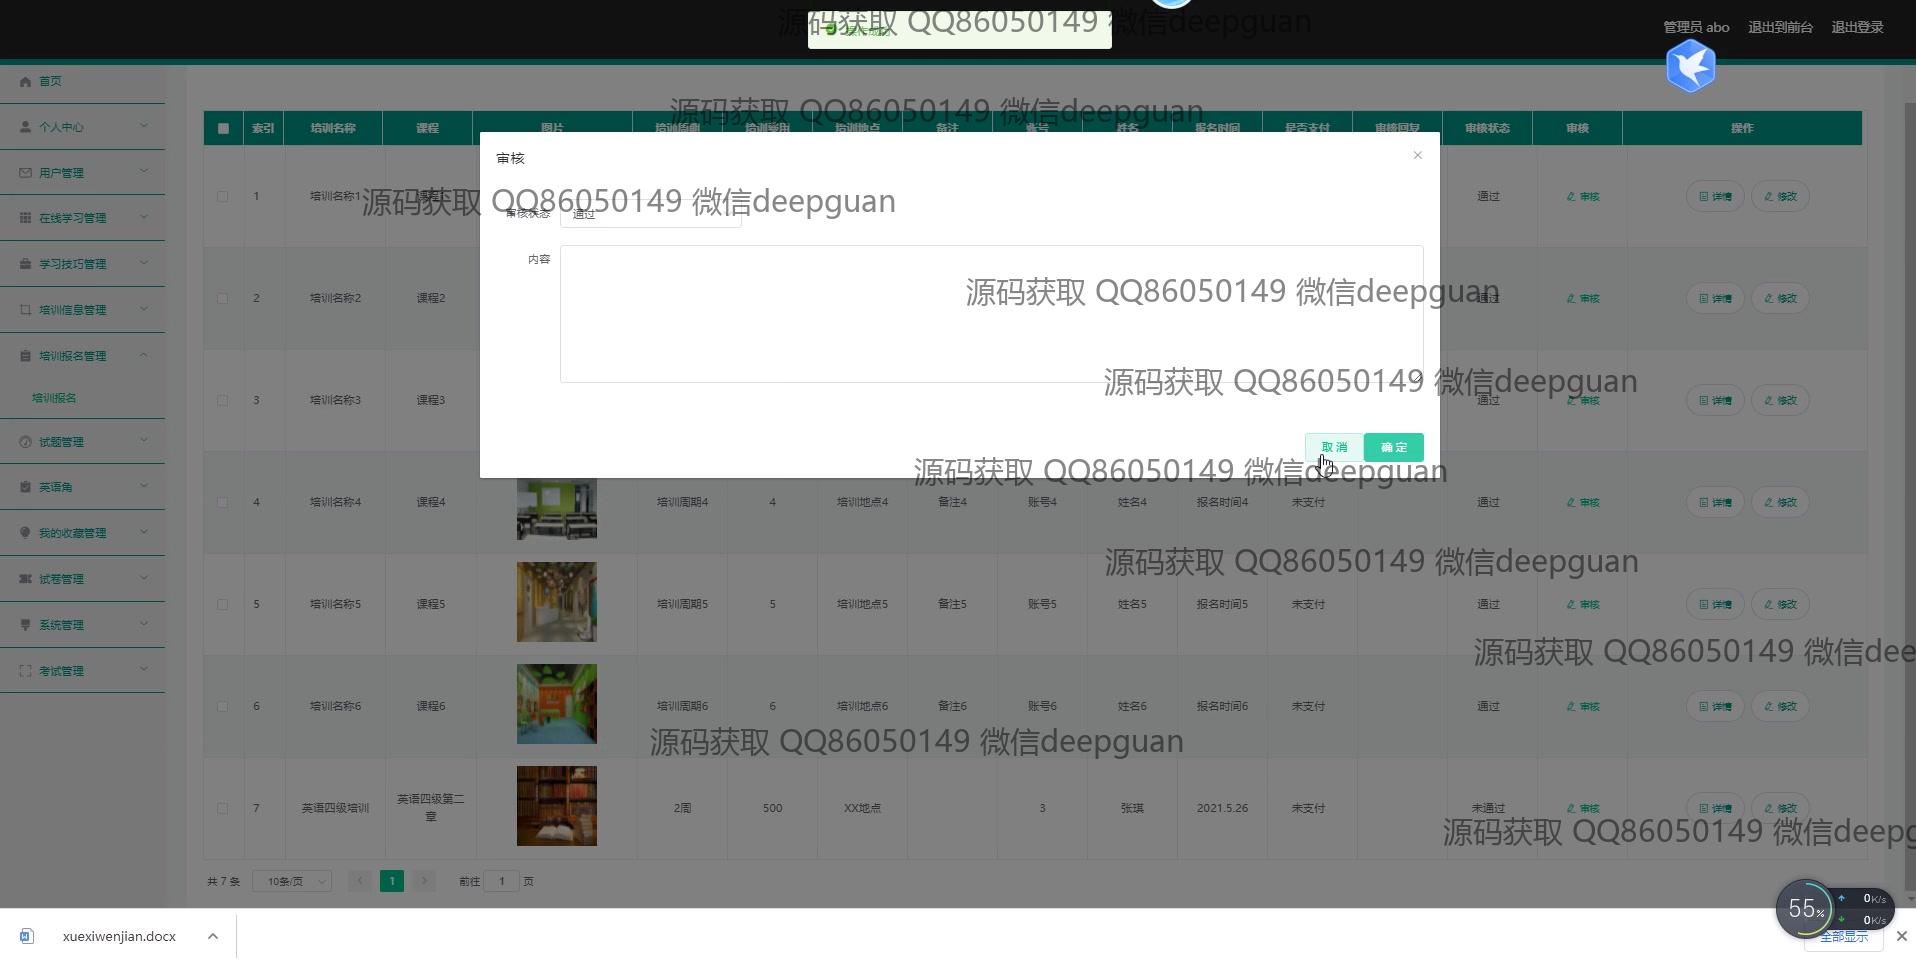 源码获取 QQ86050149 微信deepguan
操作成功
管理员 abo 退出到前台 退出登录
首页
个人中心
用户管理
在线学习管理
学习技巧管理
培训信息管理
培训报名管理
培训报名
试题管理
英语角
我的收藏管理
试卷管理
系统管理
考试管理
源码获取 QQ86050149 微信deepguan
索引 培训名称 课程 图片 培训周期 培训费用 培训地点 备注 账号 姓名 报名时间 是否支付 审核回复 审核状态 审核 操作
审核
源码获取 QQ86050149 微信deepguan
审核状态 通过
内容
源码获取 QQ86050149 微信deepguan
源码获取 QQ86050149 微信deepguan
取消 确定
源码获取 QQ86050149 微信deepguan
1 培训名称1 课程1 通过 审核 详情 修改
2 培训名称2 课程2 通过 审核 详情 修改
3 培训名称3 课程3 通过 审核 详情 修改
4 培训名称4 课程4 培训周期4 4 培训地点4 备注4 账号4 姓名4 报名时间4 未支付 通过 审核 详情 修改
源码获取 QQ86050149 微信deepguan
5 培训名称5 课程5 培训周期5 5 培训地点5 备注5 账号5 姓名5 报名时间5 未支付 通过 审核 详情 修改
源码获取 QQ86050149 微信dee
6 培训名称6 课程6 培训周期6 6 培训地点6 备注6 账号6 姓名6 报名时间6 未支付 通过 审核 详情 修改
源码获取 QQ86050149 微信deepguan
7 英语四级培训 英语四级第二章 2周 500 XX地点 3 张琪 2021.5.26 未支付 未通过 审核 详情 修改
源码获取 QQ86050149 微信deepg
共 7 条 10条/页 1 前往 1 页
55% 0K/s
0K/s
xuexiwenjian.docx 全部显示